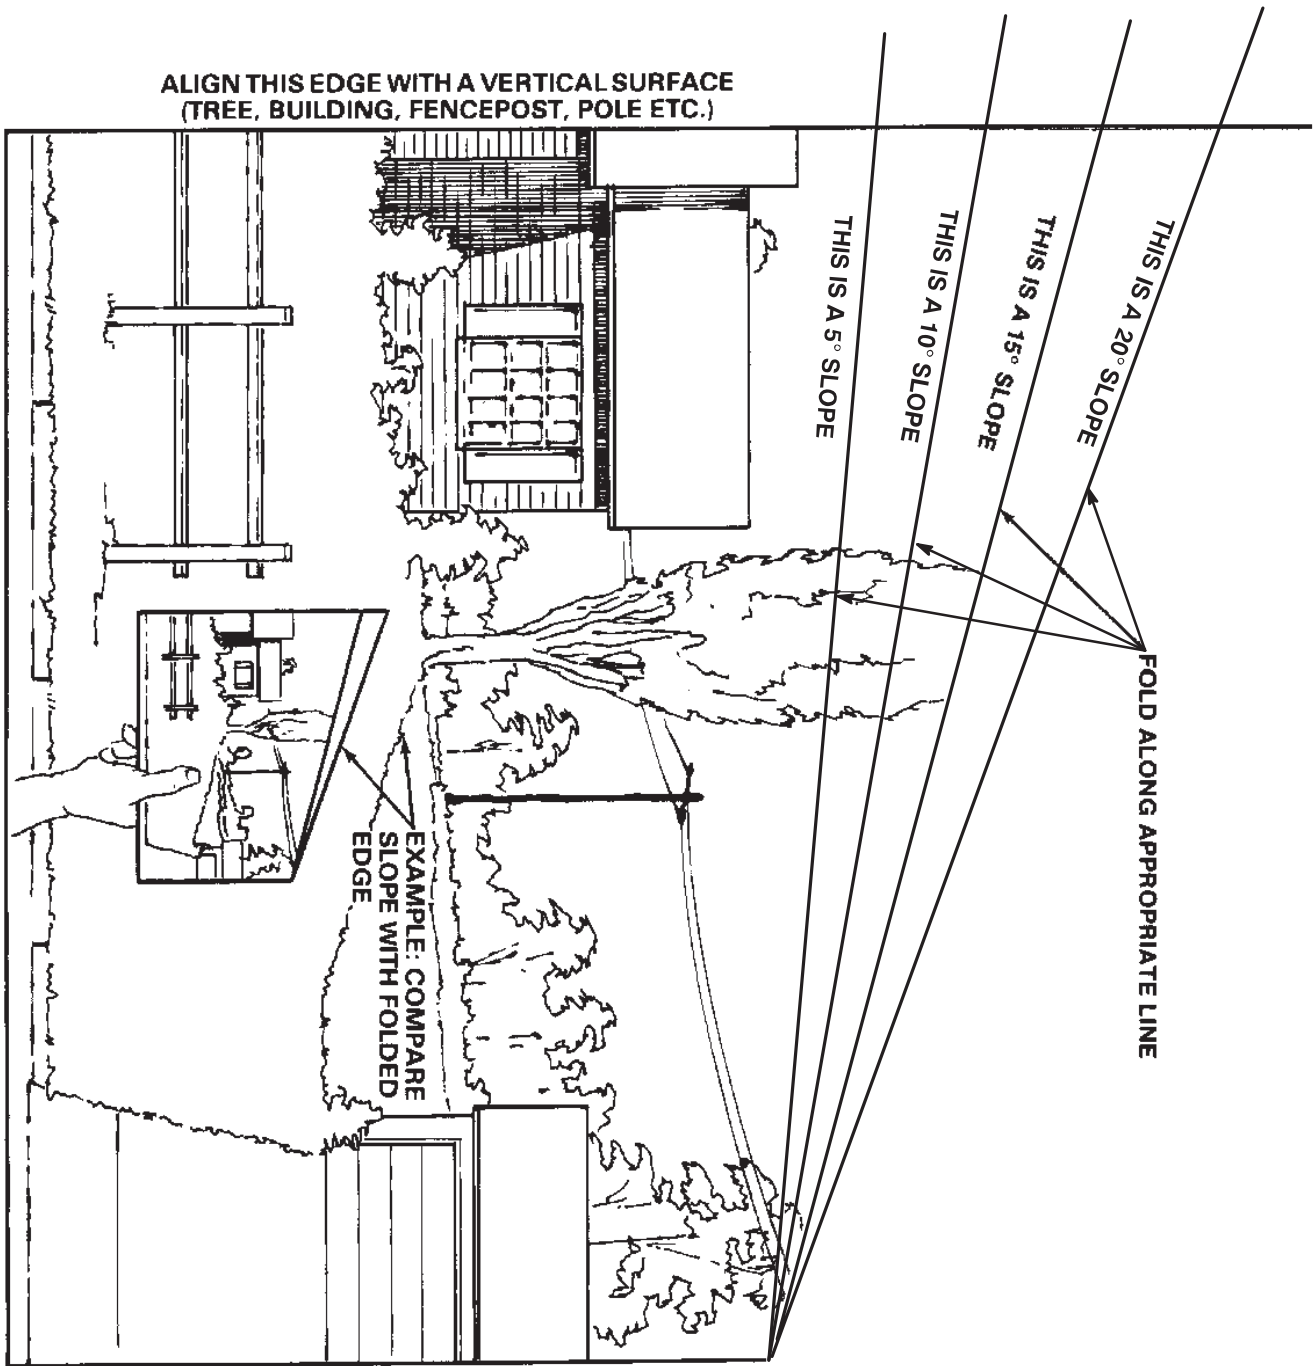 ALIGN THIS EDGE WITH A VERTICAL SURFACE
(TREE, BUILDING, FENCEPOST, POLE ETC.)
THIS IS A 5° SLOPE
THIS IS A 10° SLOPE
THIS IS A 15° SLOPE
THIS IS A 20° SLOPE
FOLD ALONG APPROPRIATE LINE
EXAMPLE: COMPARE
SLOPE WITH FOLDED
EDGE